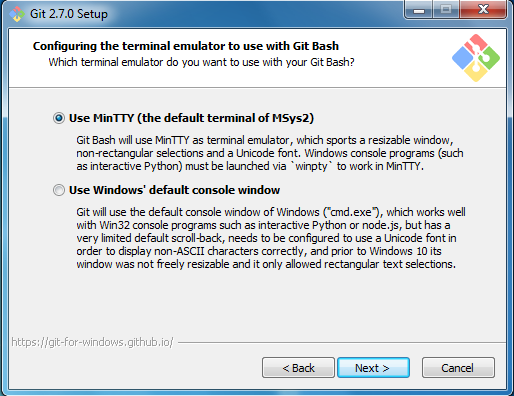 Git 2.7.0 Setup
Configuring the terminal emulator to use with Git Bash
Which terminal emulator do you want to use with your Git Bash?
Use MinTTY (the default terminal of MSys2)
Git Bash will use MinTTY as terminal emulator, which sports a resizable window,
non-rectangular selections and a Unicode font. Windows console programs (such
as interactive Python) must be launched via `winpty` to work in MinTTY.
Use Windows' default console window
Git will use the default console window of Windows ("cmd.exe"), which works well
with Win32 console programs such as interactive Python or node.js, but has a
very limited default scroll-back, needs to be configured to use a Unicode font in
order to display non-ASCII characters correctly, and prior to Windows 10 its
window was not freely resizable and it only allowed rectangular text selections.
https://git-for-windows.github.io/
< Back Next > Cancel